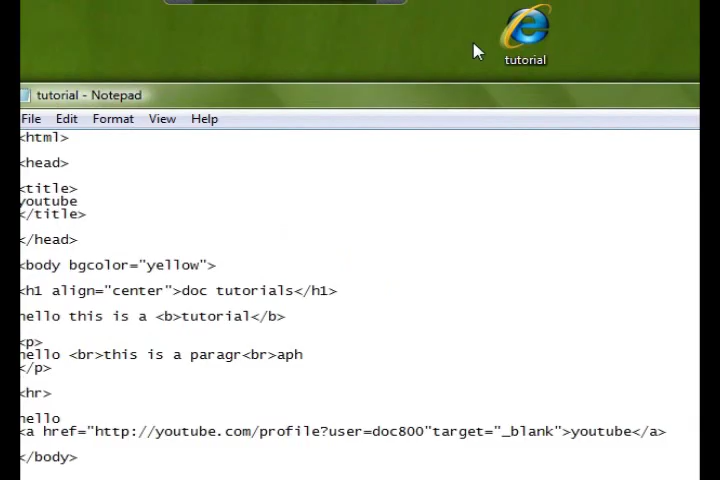 tutorial
tutorial - Notepad
File Edit Format View Help
<html>
<head>
<title>
youtube
</title>
</head>
<body bgcolor="yellow">
<h1 align="center">doc tutorials</h1>
hello this is a <b>tutorial</b>
<p>
hello <br>this is a paragr<br>aph
</p>
<hr>
hello
<a href="http://youtube.com/profile?user=doc800"target="_blank">youtube</a>
</body>